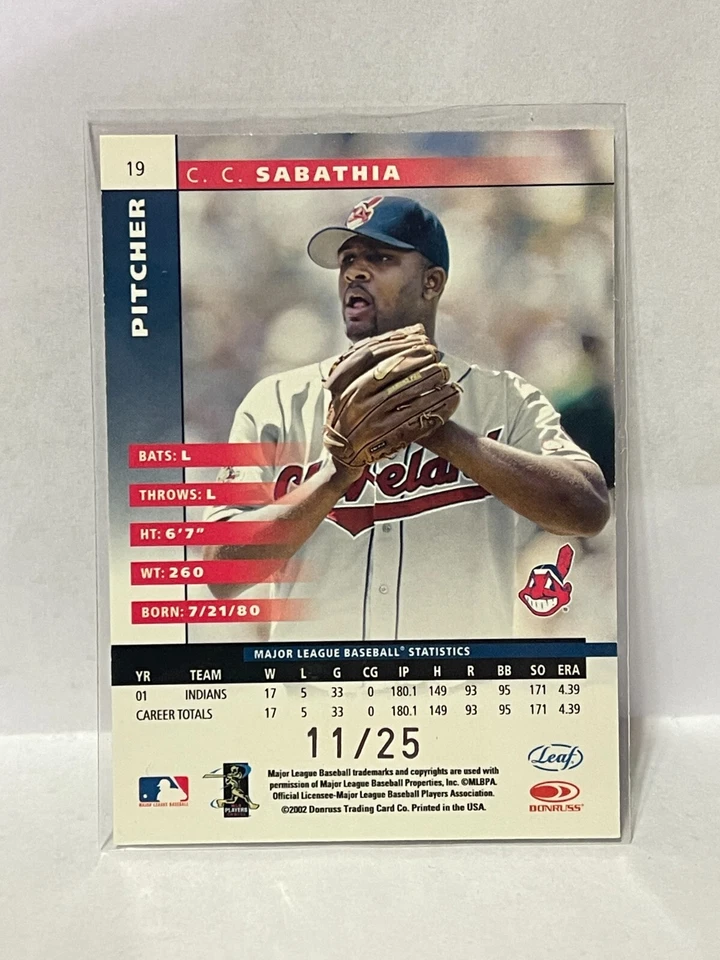 19
C. C. SABATHIA
PITCHER
Cleveland
BATS: L
THROWS: L
HT: 6'7"
WT: 260
BORN: 7/21/80
MAJOR LEAGUE BASEBALL® STATISTICS
YR TEAM W L G CG IP H R BB SO ERA
01 INDIANS 17 5 33 0 180.1 149 93 95 171 4.39
CAREER TOTALS 17 5 33 0 180.1 149 93 95 171 4.39
11/25
Leaf
Major League Baseball trademarks and copyrights are used with
permission of Major League Baseball Properties, Inc. ©MLBPA.
Official Licensee-Major League Baseball Players Association.
©2002 Donruss Trading Card Co. Printed in the USA.
MAJOR LEAGUE BASEBALL
PLAYERS
DONRUSS